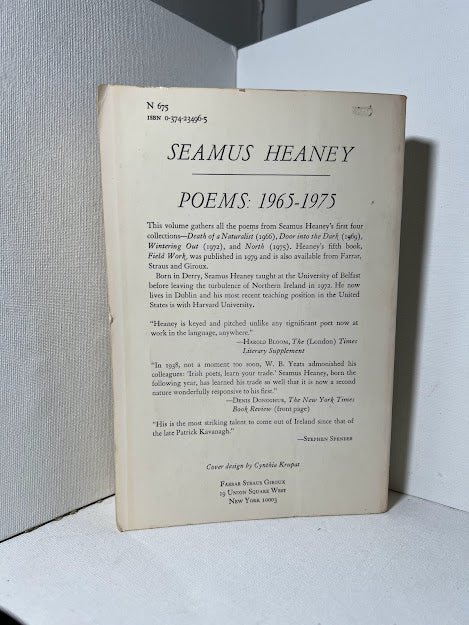 N 675
ISBN 0-374-23496-5
SEAMUS HEANEY
POEMS: 1965-1975
This volume gathers all the poems from Seamus Heaney's first four
collections—Death of a Naturalist (1966), Door into the Dark (1969),
Wintering Out (1972), and North (1975). Heaney's fifth book,
Field Work, was published in 1979 and is also available from Farrar,
Straus and Giroux.
Born in Derry, Seamus Heaney taught at the University of Belfast
before leaving the turbulence of Northern Ireland in 1972. He now
lives in Dublin and his most recent teaching position in the United
States is with Harvard University.
"Heaney is keyed and pitched unlike any significant poet now at
work in the language, anywhere."
—HAROLD BLOOM, The (London) Times
Literary Supplement
"In 1938, not a moment too soon, W. B. Yeats admonished his
colleagues: 'Irish poets, learn your trade.' Seamus Heaney, born the
following year, has learned his trade so well that it is now a second
nature wonderfully responsive to his first."
—DENIS DONOGHUE, The New York Times
Book Review (front page)
"His is the most striking talent to come out of Ireland since that of
the late Patrick Kavanagh."
—STEPHEN SPENDER
Cover design by Cynthia Krupat
FARRAR STRAUS GIROUX
19 UNION SQUARE WEST
NEW YORK 10003